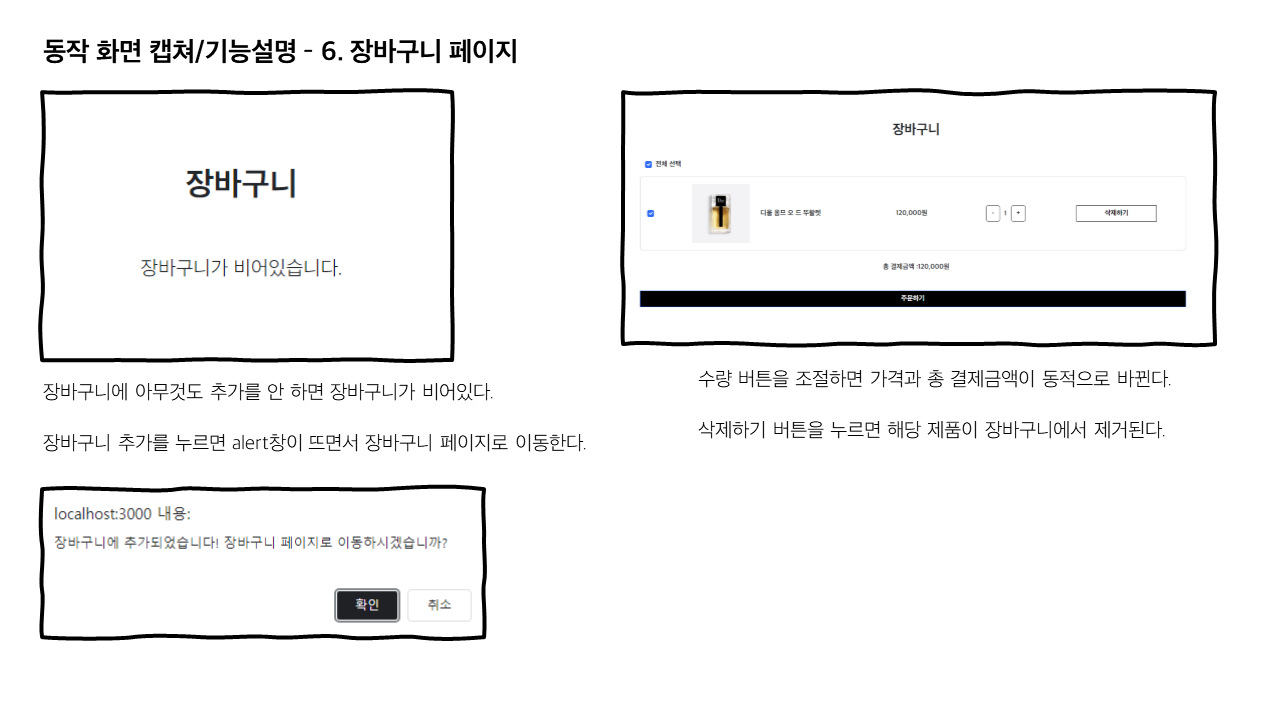 동작 화면 캡쳐/기능설명 - 6. 장바구니 페이지
장바구니
장바구니가 비어있습니다.
장바구니에 아무것도 추가를 안 하면 장바구니가 비어있다.
장바구니 추가를 누르면 alert창이 뜨면서 장바구니 페이지로 이동한다.
localhost:3000 내용:
장바구니에 추가되었습니다! 장바구니 페이지로 이동하시겠습니까?
확인 취소
장바구니
전체 선택
디올 옴므 오 드 뚜왈렛 120,000원 - 1 + 삭제하기
총 결제금액 :120,000원
주문하기
수량 버튼을 조절하면 가격과 총 결제금액이 동적으로 바뀐다.
삭제하기 버튼을 누르면 해당 제품이 장바구니에서 제거된다.